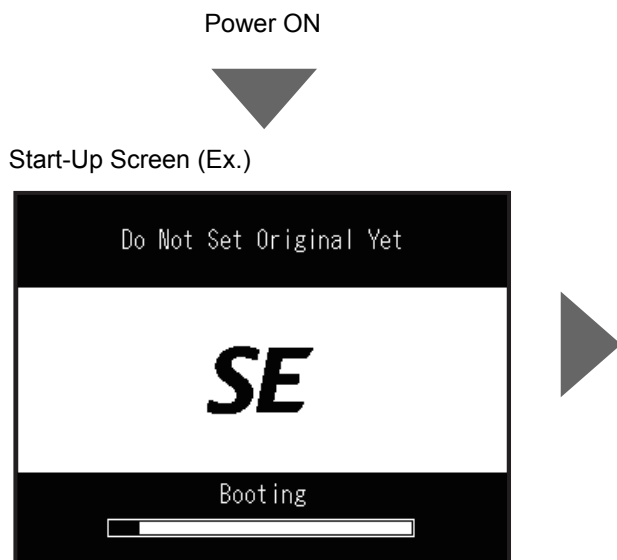 Power ON
Start-Up Screen (Ex.)
Do Not Set Original Yet
SE
Booting